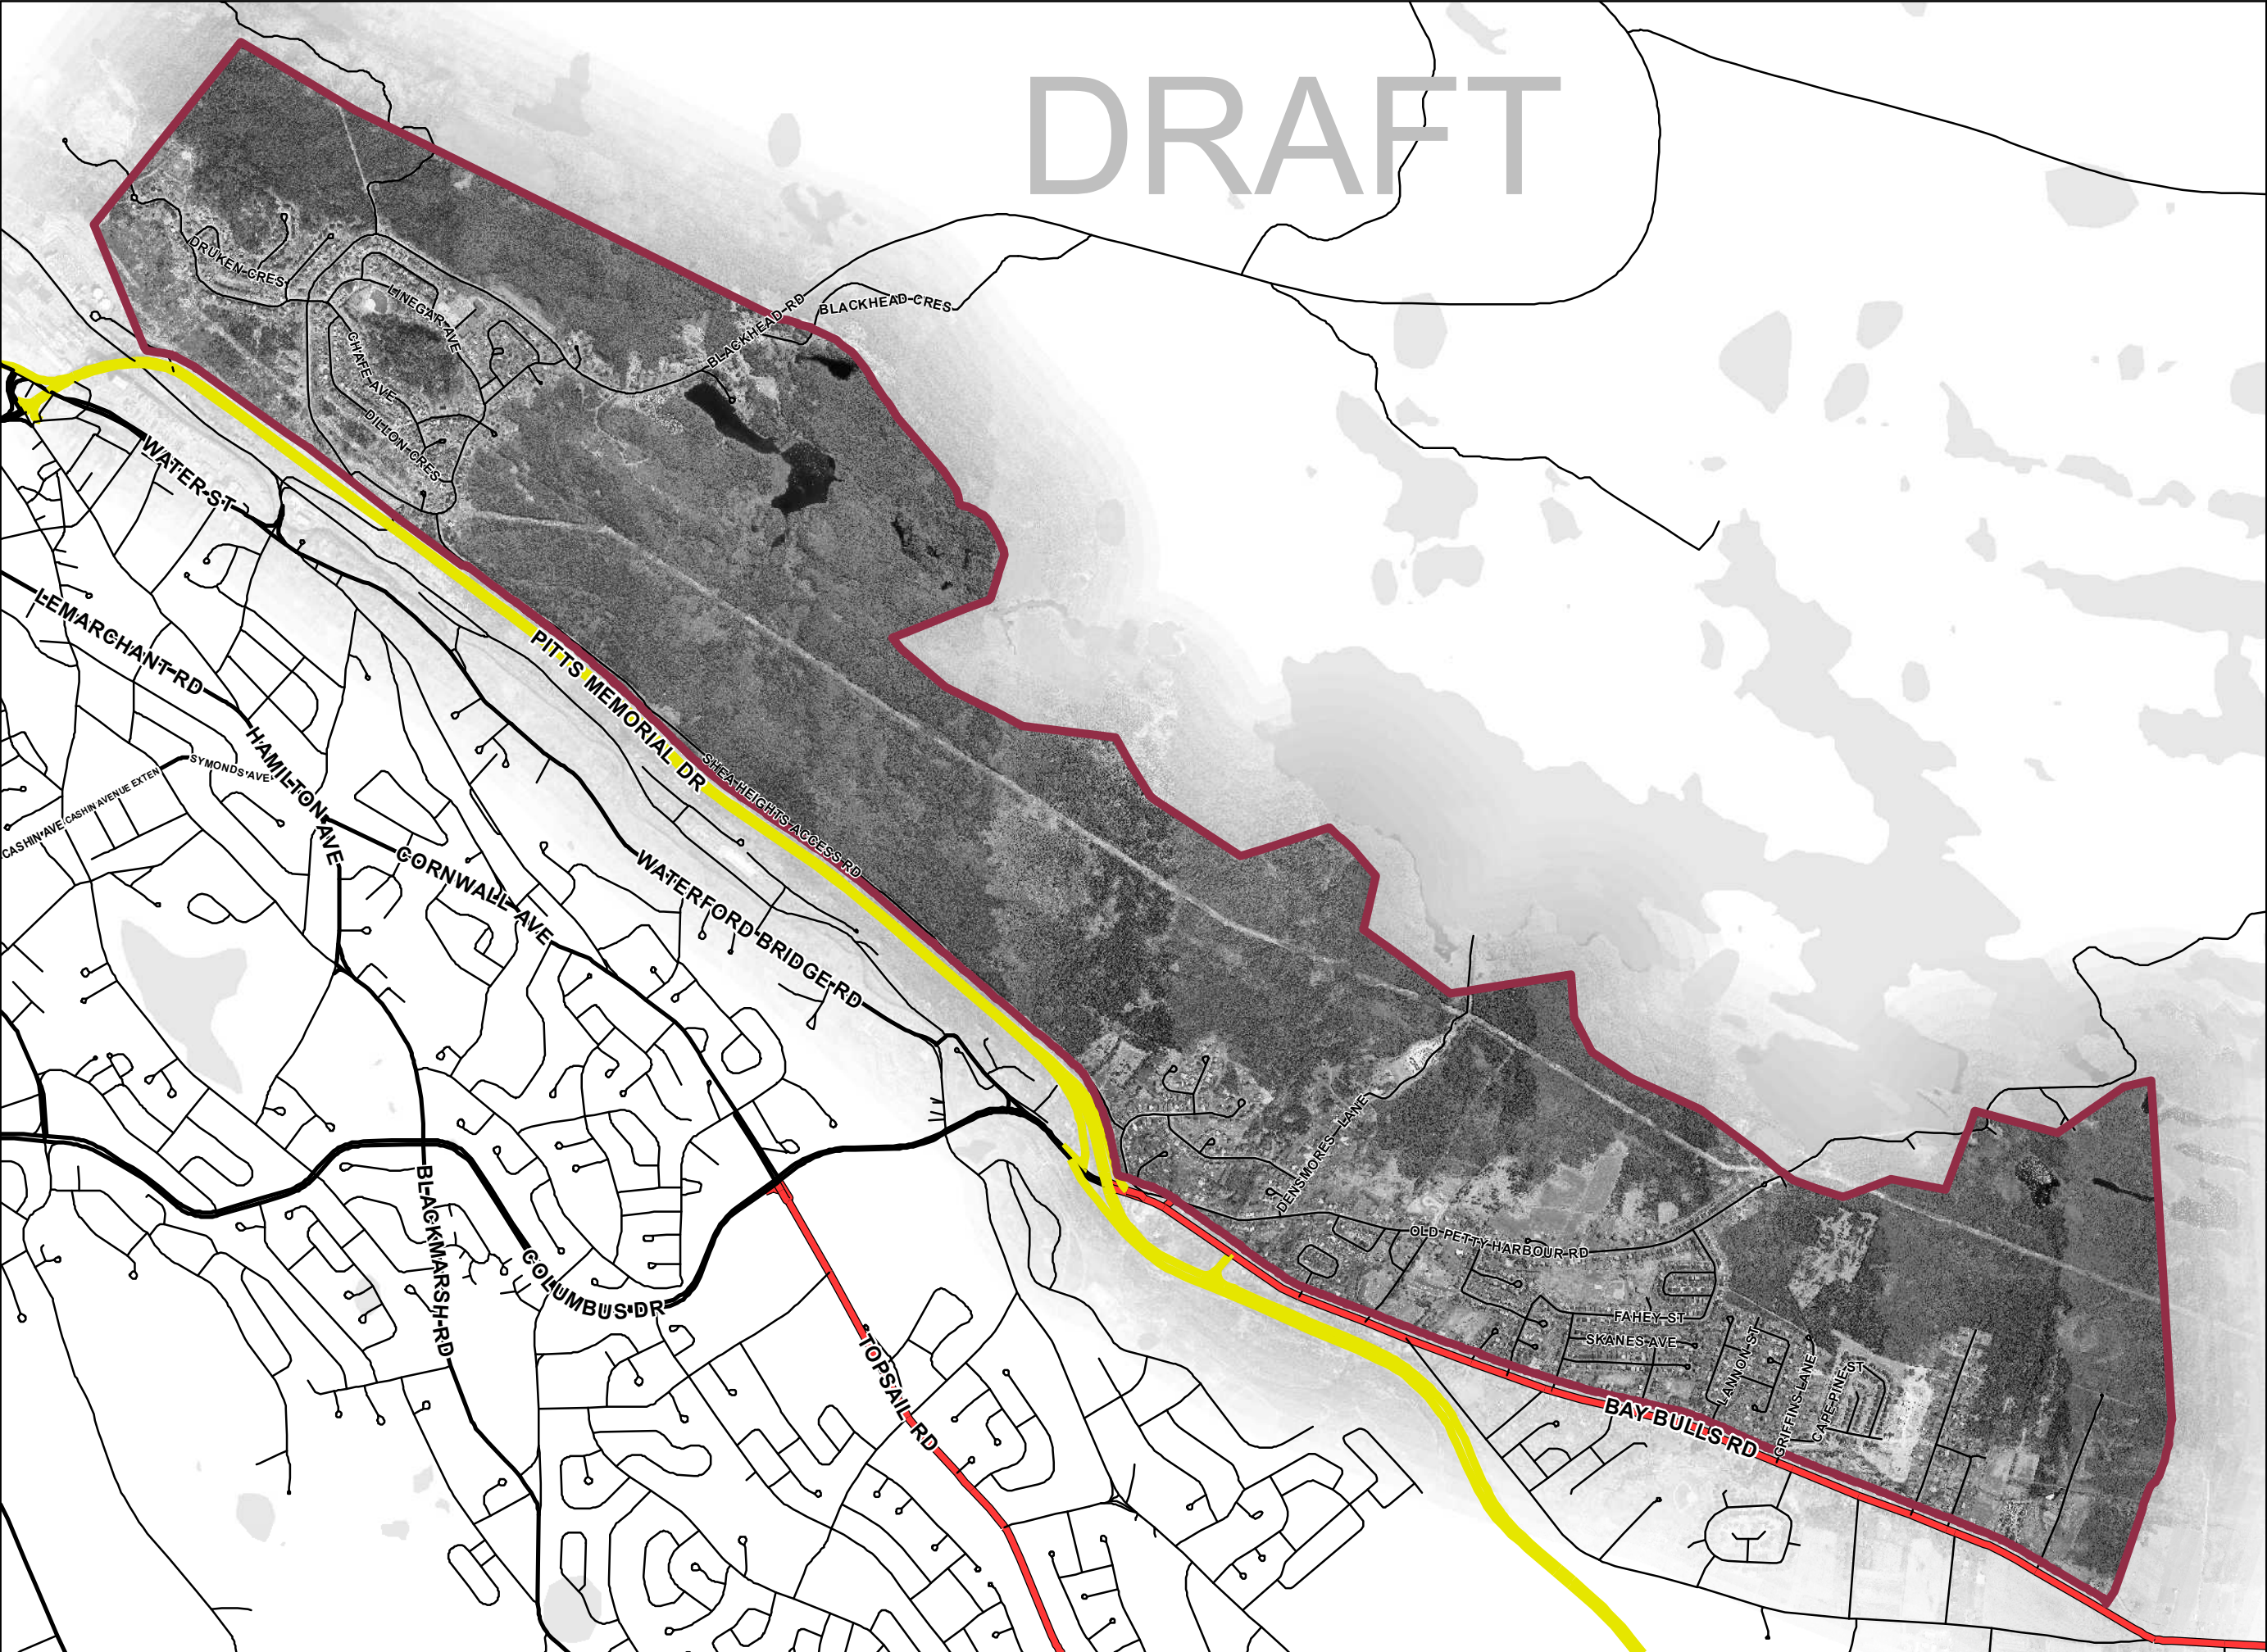 DRAFT
DRUKEN CRES
LINEGAR AVE
BLACKHEAD RD
BLACKHEAD CRES
CHAFE AVE
DILLON CRES
WATER ST
LEMARCHANT RD
PITTS MEMORIAL DR
HAMILTON AVE
SYMONDS AVE
CASHIN AVENUE EXTEN
CASHIN AVE
SHEA HEIGHTS ACCESS RD
CORNWALL AVE
WATERFORD BRIDGE RD
DENSMORES LANE
BLACKMARSH RD
COLUMBUS DR
OLD PETTY HARBOUR RD
FAHEY ST
SKANES AVE
LANNON ST
GRIFFINS LANE
CAPE PINE ST
TOPSAIL RD
BAY BULLS RD